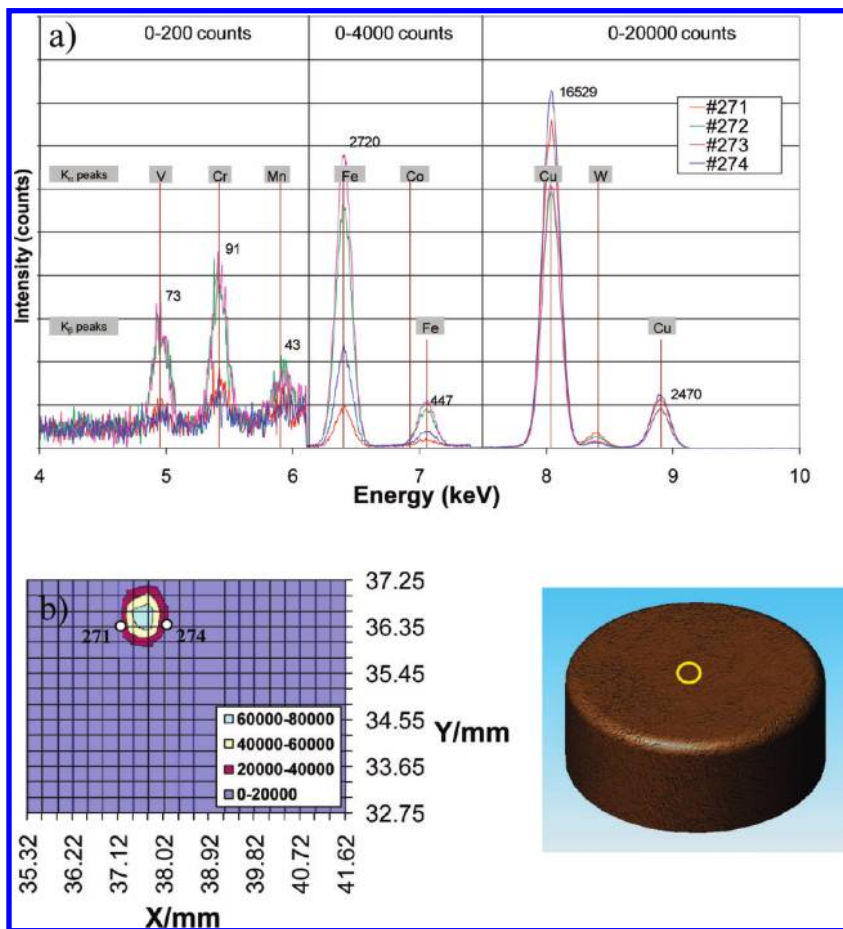 a)
0-200 counts 0-4000 counts 0-20000 counts
16529
#271
#272
#273
#274
2720
Kα peaks V Cr Mn Fe Co Cu W
91
73
43
Kβ peaks Fe Cu
447
2470
Intensity (counts)
4 5 6 7 8 9 10
Energy (keV)
b)
271 274
60000-80000
40000-60000
20000-40000
0-20000
37.25
36.35
35.45
34.55
33.65
32.75
Y/mm
35.32 36.22 37.12 38.02 38.92 39.82 40.72 41.62
X/mm